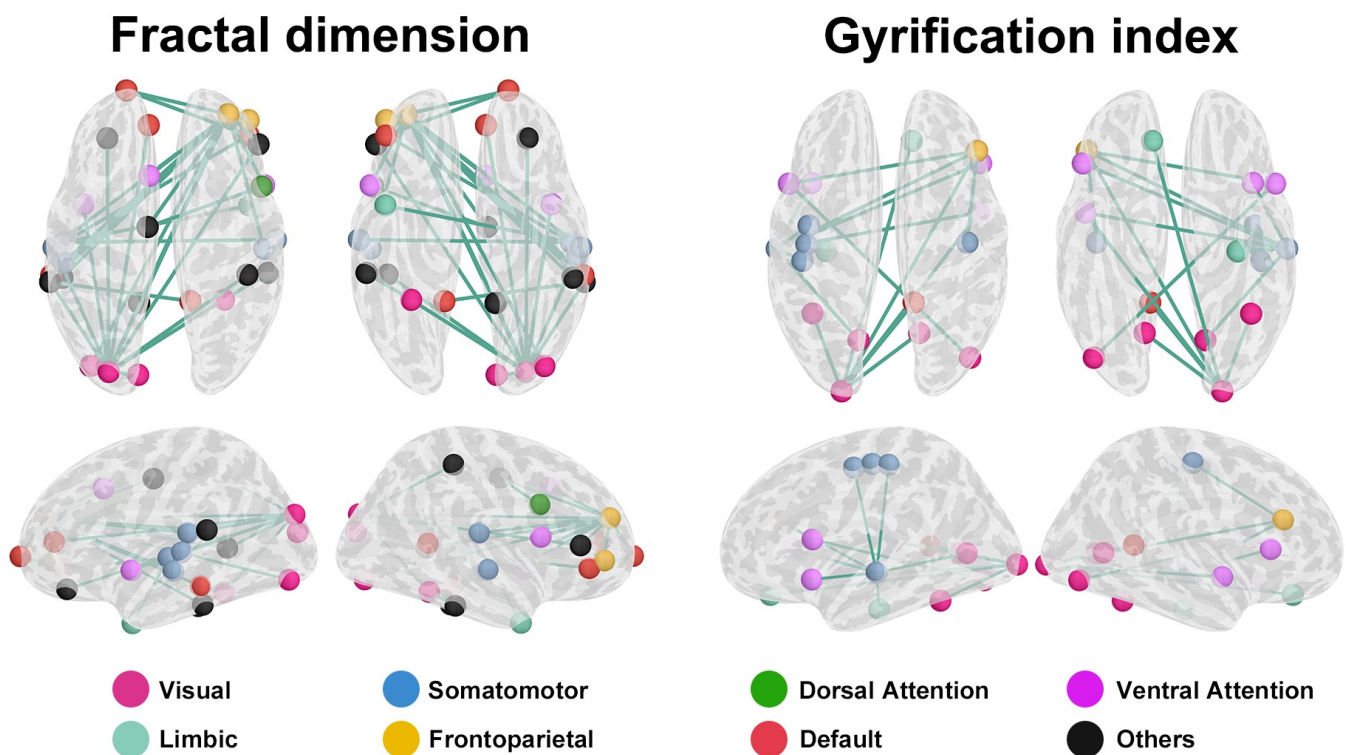 Fractal dimension
Gyrification index
Visual
Somatomotor
Dorsal Attention
Ventral Attention
Limbic
Frontoparietal
Default
Others